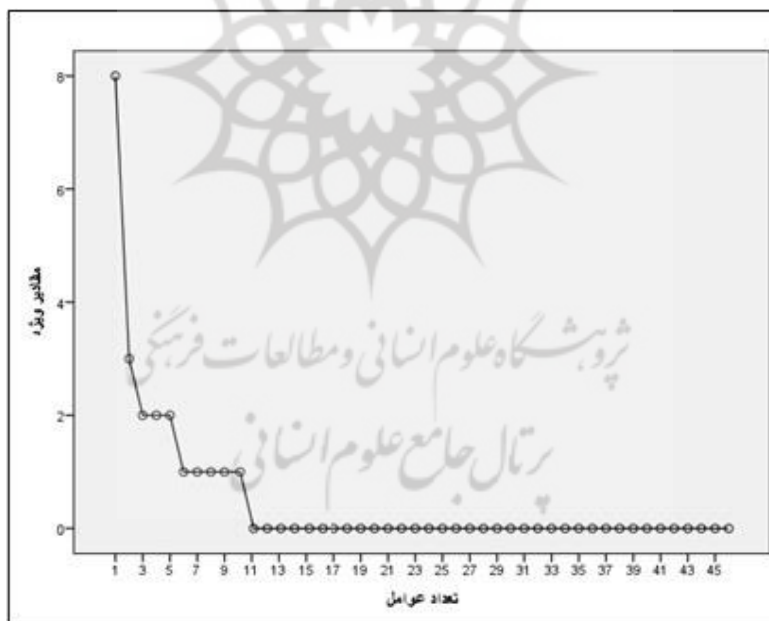 8
6
4
2
0
مقادیر ویژه
پژوهشگاه علوم انسانی و مطالعات فرهنگی
پرتال جامع علوم انسانی
1 3 5 7 9 11 13 15 17 19 21 23 25 27 29 31 33 35 37 39 41 43 45
تعداد عوامل